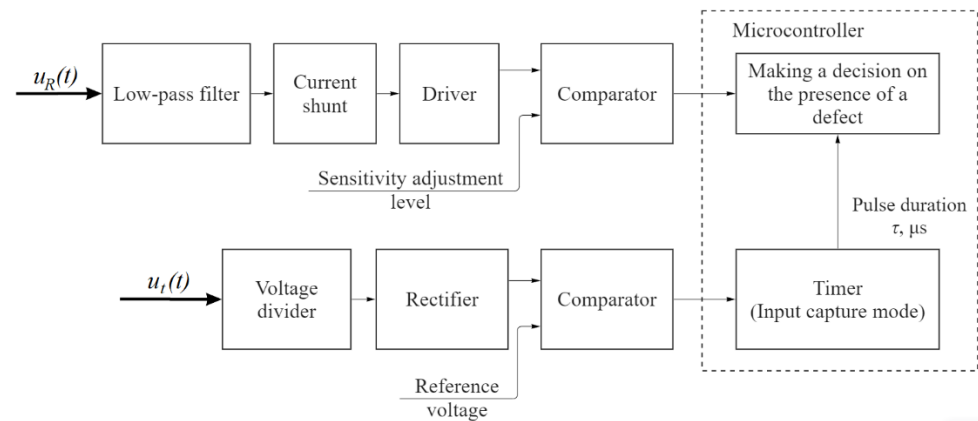 Microcontroller
u_R(t)
Low-pass filter
Current
shunt
Driver
Comparator
Making a decision on
the presence of a
defect
Sensitivity adjustment
level
Pulse duration
τ, μs
u_t(t)
Voltage
divider
Rectifier
Comparator
Timer
(Input capture mode)
Reference
voltage